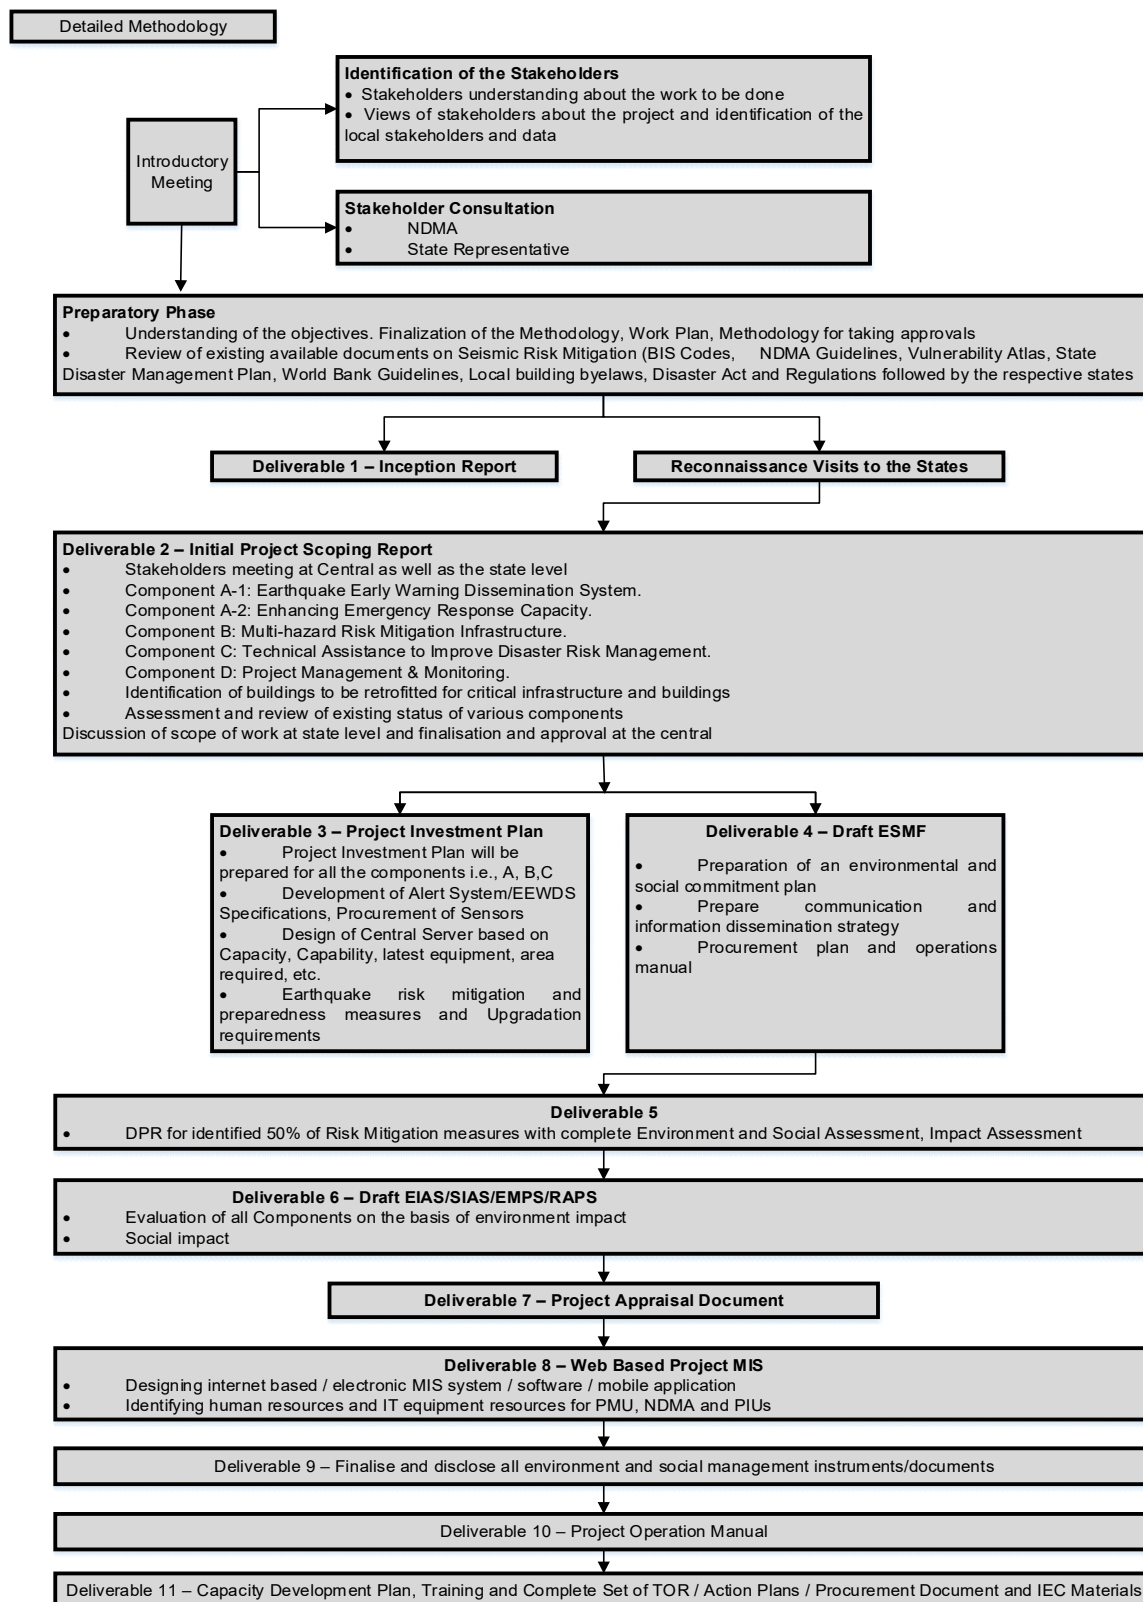 Detailed Methodology
Identification of the Stakeholders
• Stakeholders understanding about the work to be done
• Views of stakeholders about the project and identification of the
local stakeholders and data
Introductory
Meeting
Stakeholder Consultation
• NDMA
• State Representative
Preparatory Phase
• Understanding of the objectives. Finalization of the Methodology, Work Plan, Methodology for taking approvals
• Review of existing available documents on Seismic Risk Mitigation (BIS Codes, NDMA Guidelines, Vulnerability Atlas, State
Disaster Management Plan, World Bank Guidelines, Local building byelaws, Disaster Act and Regulations followed by the respective states
Deliverable 1 – Inception Report
Reconnaissance Visits to the States
Deliverable 2 – Initial Project Scoping Report
• Stakeholders meeting at Central as well as the state level
• Component A-1: Earthquake Early Warning Dissemination System.
• Component A-2: Enhancing Emergency Response Capacity.
• Component B: Multi-hazard Risk Mitigation Infrastructure.
• Component C: Technical Assistance to Improve Disaster Risk Management.
• Component D: Project Management & Monitoring.
• Identification of buildings to be retrofitted for critical infrastructure and buildings
• Assessment and review of existing status of various components
Discussion of scope of work at state level and finalisation and approval at the central
Deliverable 3 – Project Investment Plan
• Project Investment Plan will be
prepared for all the components i.e., A, B,C
• Development of Alert System/EEWDS
Specifications, Procurement of Sensors
• Design of Central Server based on
Capacity, Capability, latest equipment, area
required, etc.
• Earthquake risk mitigation and
preparedness measures and Upgradation
requirements
Deliverable 4 – Draft ESMF
• Preparation of an environmental and
social commitment plan
• Prepare communication and
information dissemination strategy
• Procurement plan and operations
manual
Deliverable 5
• DPR for identified 50% of Risk Mitigation measures with complete Environment and Social Assessment, Impact Assessment
Deliverable 6 – Draft EIAS/SIAS/EMPS/RAPS
• Evaluation of all Components on the basis of environment impact
• Social impact
Deliverable 7 – Project Appraisal Document
Deliverable 8 – Web Based Project MIS
• Designing internet based / electronic MIS system / software / mobile application
• Identifying human resources and IT equipment resources for PMU, NDMA and PIUs
Deliverable 9 – Finalise and disclose all environment and social management instruments/documents
Deliverable 10 – Project Operation Manual
Deliverable 11 – Capacity Development Plan, Training and Complete Set of TOR / Action Plans / Procurement Document and IEC Materials